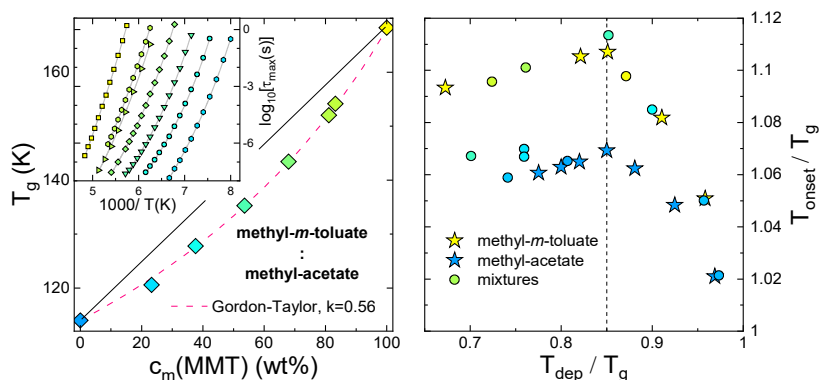 T_g (K)
160
140
120
0
20
40
60
80
100
c_m(MMT) (wt%)
5
6
7
8
1000/ T(K)
0
-3
-6
log_10[τ_max(s)]
methyl-m-toluate
:
methyl-acetate
Gordon-Taylor, k=0.56
0.7
0.8
0.9
1
T_dep / T_g
1.12
1.1
1.08
1.06
1.04
1.02
1
T_onset / T_g
methyl-m-toluate
methyl-acetate
mixtures